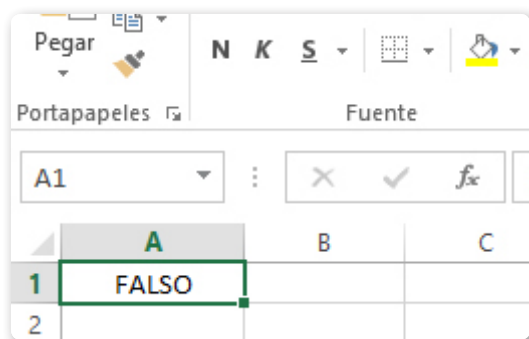 Pegar
N K S
Portapapeles Fuente
A1 fx
A B C
1 FALSO
2